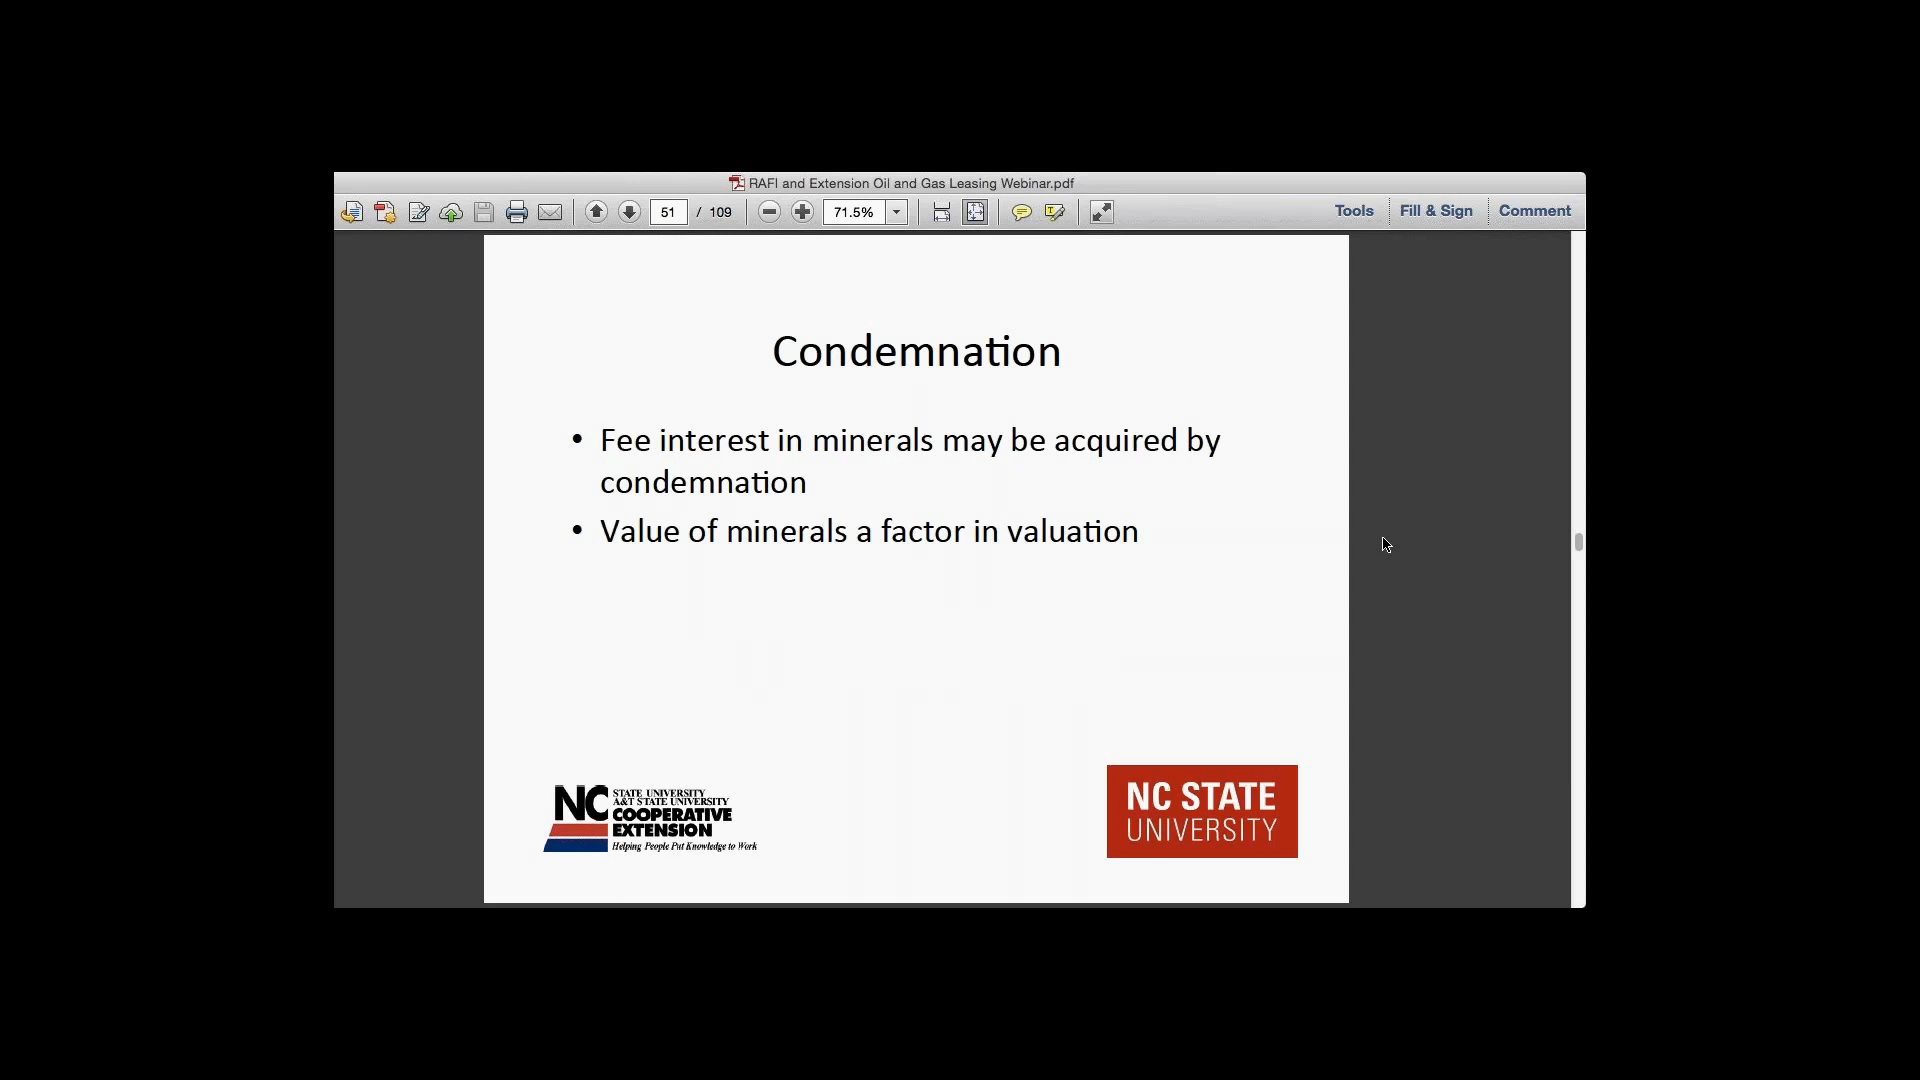 RAFI and Extension Oil and Gas Leasing Webinar.pdf
51 / 109 71.5% Tools Fill & Sign Comment
Condemnation
• Fee interest in minerals may be acquired by
condemnation
• Value of minerals a factor in valuation
NC STATE UNIVERSITY
A&T STATE UNIVERSITY
COOPERATIVE
EXTENSION
Helping People Put Knowledge to Work
NC STATE
UNIVERSITY